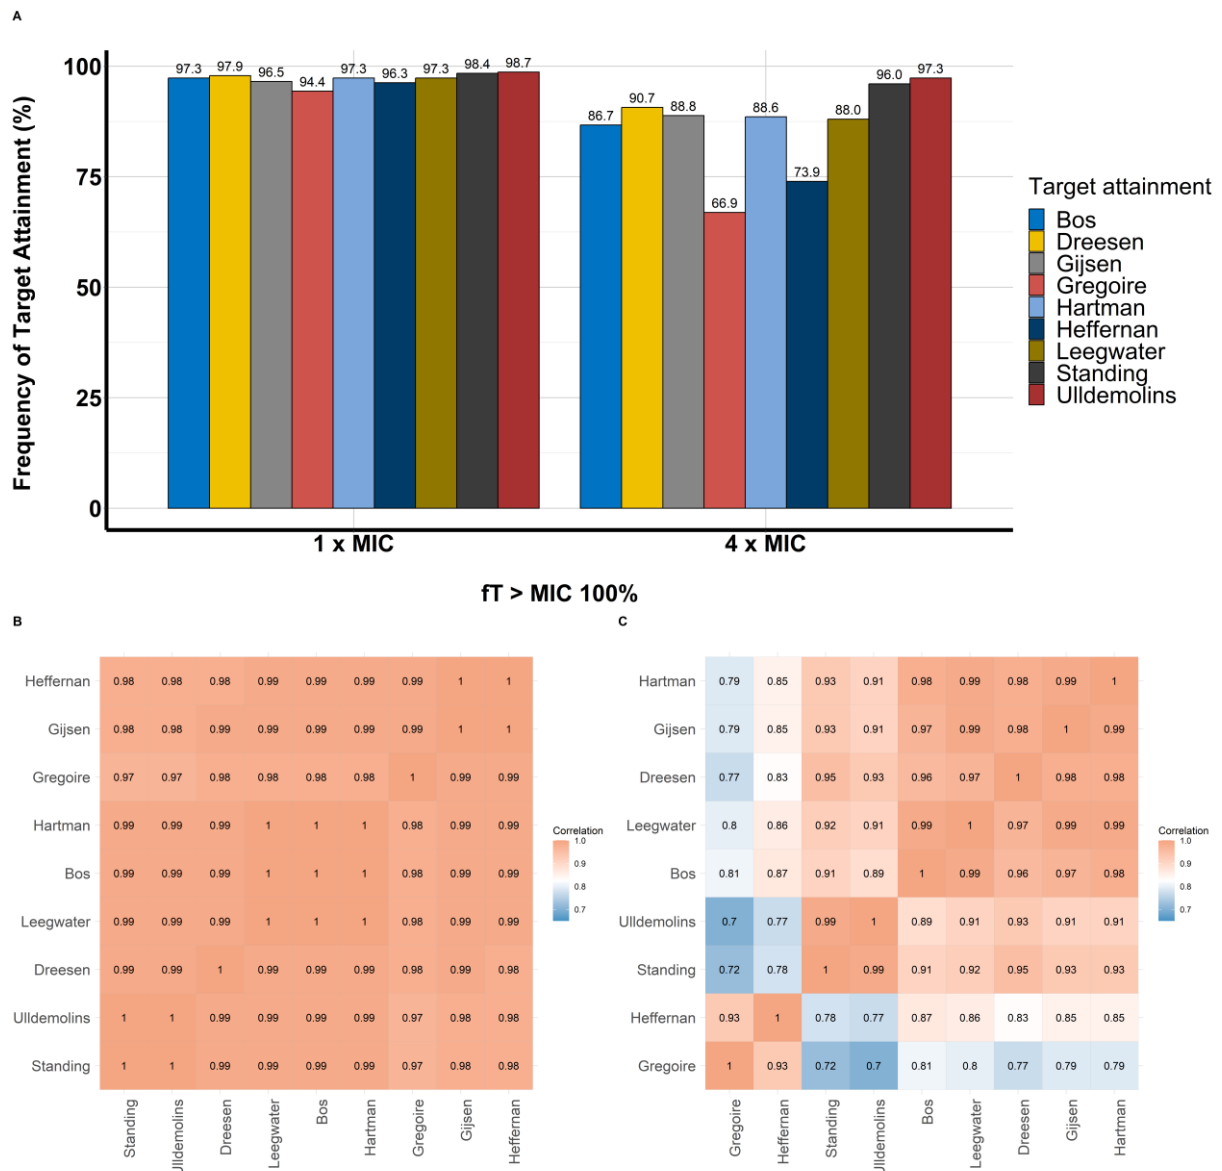 A
Frequency of Target Attainment (%)
100
75
50
25
0
97.3 97.9 96.5 94.4 97.3 96.3 97.3 98.4 98.7
86.7 90.7 88.8 66.9 88.6 73.9 88.0 96.0 97.3
1 x MIC 4 x MIC
fT > MIC 100%
Target attainment
Bos
Dreesen
Gijsen
Gregoire
Hartman
Heffernan
Leegwater
Standing
Ulldemolins
B
Heffernan 0.98 0.98 0.98 0.99 0.99 0.99 0.99 1 1
Gijsen 0.98 0.98 0.99 0.99 0.99 0.99 0.99 1 1
Gregoire 0.97 0.97 0.98 0.98 0.98 0.98 1 0.99 0.99
Hartman 0.99 0.99 0.99 1 1 1 0.98 0.99 0.99
Bos 0.99 0.99 0.99 1 1 1 0.98 0.99 0.99
Leegwater 0.99 0.99 0.99 1 1 1 0.98 0.99 0.99
Dreesen 0.99 0.99 1 0.99 0.99 0.99 0.98 0.99 0.98
Ulldemolins 1 1 0.99 0.99 0.99 0.99 0.97 0.98 0.98
Standing 1 1 0.99 0.99 0.99 0.99 0.97 0.98 0.98
Standing Ulldemolins Dreesen Leegwater Bos Hartman Gregoire Gijsen Heffernan
Correlation
1.0
0.9
0.8
0.7
C
Hartman 0.79 0.85 0.93 0.91 0.98 0.99 0.98 0.99 1
Gijsen 0.79 0.85 0.93 0.91 0.97 0.99 0.98 1 0.99
Dreesen 0.77 0.83 0.95 0.93 0.96 0.97 1 0.98 0.98
Leegwater 0.8 0.86 0.92 0.91 0.99 1 0.97 0.99 0.99
Bos 0.81 0.87 0.91 0.89 1 0.99 0.96 0.97 0.98
Ulldemolins 0.7 0.77 0.99 1 0.89 0.91 0.93 0.91 0.91
Standing 0.72 0.78 1 0.99 0.91 0.92 0.95 0.93 0.93
Heffernan 0.93 1 0.78 0.77 0.87 0.86 0.83 0.85 0.85
Gregoire 1 0.93 0.72 0.7 0.81 0.8 0.77 0.79 0.79
Gregoire Heffernan Standing Ulldemolins Bos Leegwater Dreesen Gijsen Hartman
Correlation
1.0
0.9
0.8
0.7